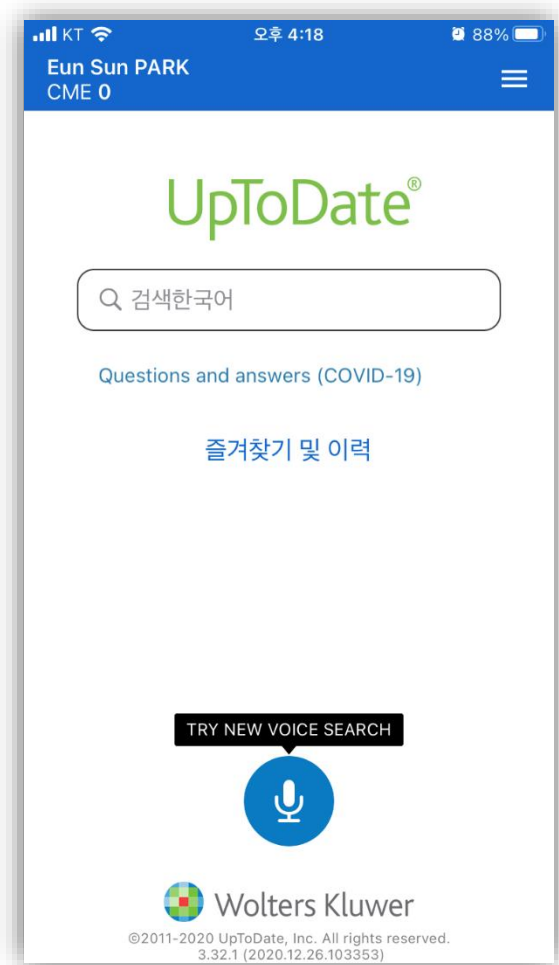 KT 오후 4:18 88%
Eun Sun PARK
CME 0
UpToDate®
검색한국어
Questions and answers (COVID-19)
즐겨찾기 및 이력
TRY NEW VOICE SEARCH
Wolters Kluwer
©2011-2020 UpToDate, Inc. All rights reserved.
3.32.1 (2020.12.26.103353)